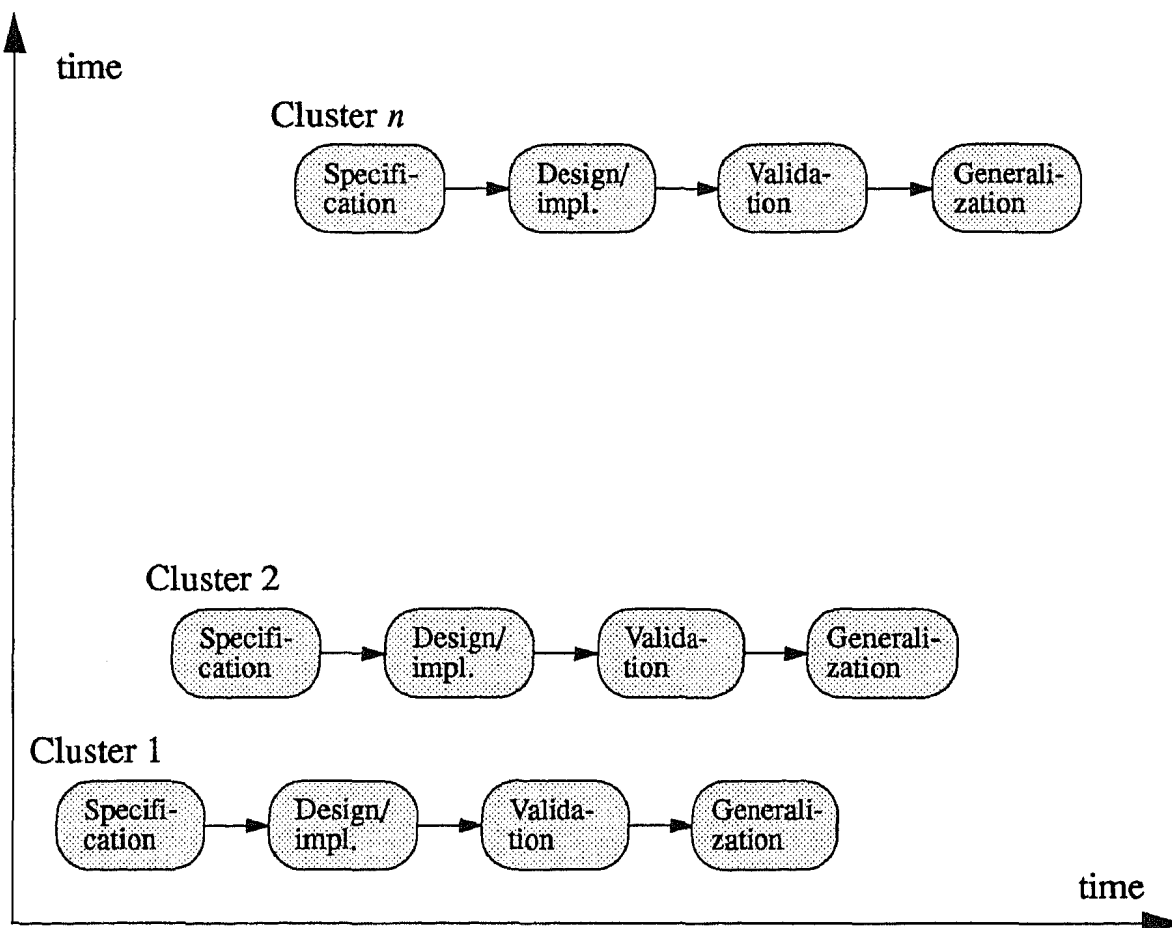 time
Cluster n
Specifi-
cation
Design/
impl.
Valida-
tion
Generali-
zation
Cluster 2
Specifi-
cation
Design/
impl.
Valida-
tion
Generali-
zation
Cluster 1
Specifi-
cation
Design/
impl.
Valida-
tion
Generali-
zation
time